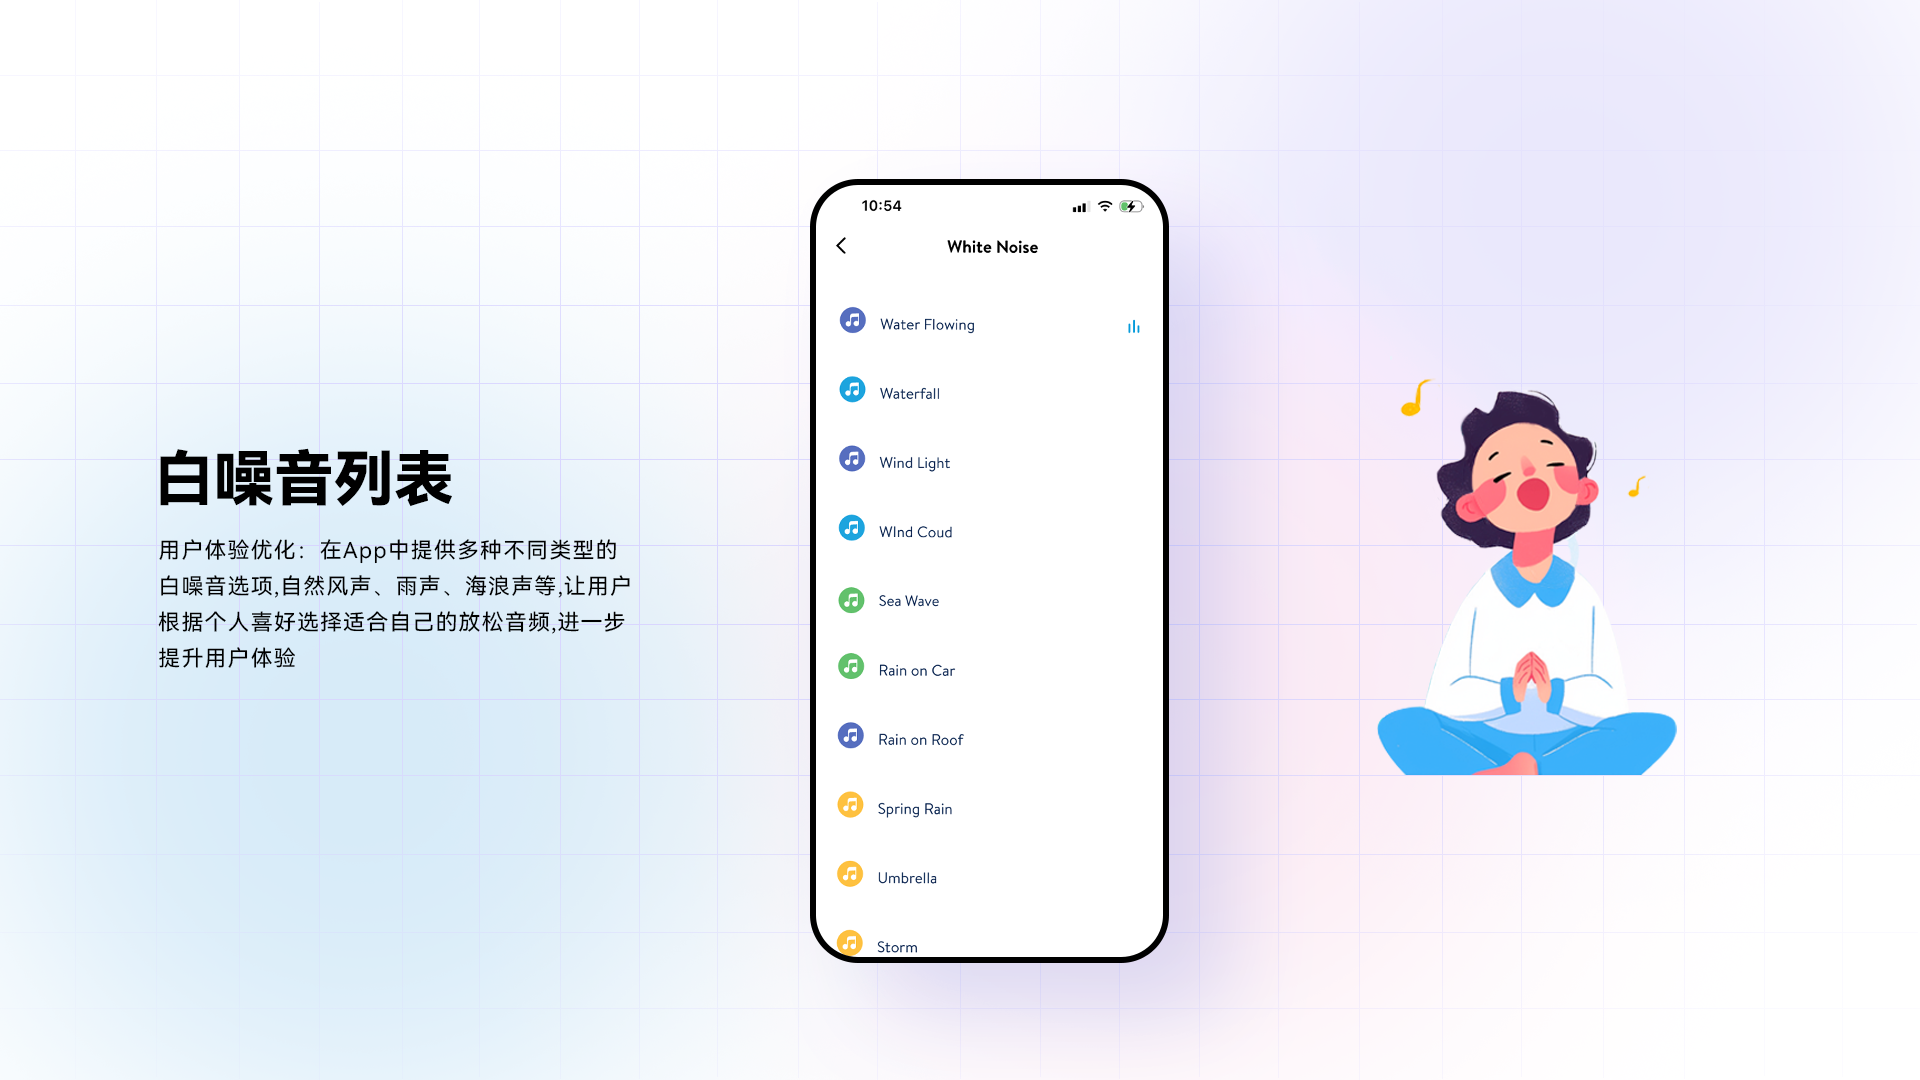 白噪音列表
用户体验优化：在App中提供多种不同类型的
白噪音选项,自然风声、雨声、海浪声等,让用户
根据个人喜好选择适合自己的放松音频,进一步
提升用户体验
10:54
White Noise
Water Flowing
Waterfall
Wind Light
WInd Coud
Sea Wave
Rain on Car
Rain on Roof
Spring Rain
Umbrella
Storm